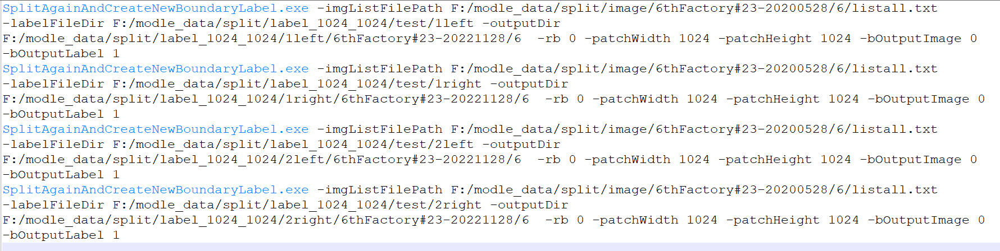 SplitAgainAndCreateNewBoundaryLabel.exe -imgListFilePath F:/modle_data/split/image/6thFactory#23-20200528/6/listall.txt
-labelFileDir F:/modle_data/split/label_1024_1024/test/1left -outputDir
F:/modle_data/split/label_1024_1024/1left/6thFactory#23-20221128/6  -rb 0 -patchWidth 1024 -patchHeight 1024 -bOutputImage 0
-bOutputLabel 1
SplitAgainAndCreateNewBoundaryLabel.exe -imgListFilePath F:/modle_data/split/image/6thFactory#23-20200528/6/listall.txt
-labelFileDir F:/modle_data/split/label_1024_1024/test/1right -outputDir
F:/modle_data/split/label_1024_1024/1right/6thFactory#23-20221128/6  -rb 0 -patchWidth 1024 -patchHeight 1024 -bOutputImage 0
-bOutputLabel 1
SplitAgainAndCreateNewBoundaryLabel.exe -imgListFilePath F:/modle_data/split/image/6thFactory#23-20200528/6/listall.txt
-labelFileDir F:/modle_data/split/label_1024_1024/test/2left -outputDir
F:/modle_data/split/label_1024_1024/2left/6thFactory#23-20221128/6  -rb 0 -patchWidth 1024 -patchHeight 1024 -bOutputImage 0
-bOutputLabel 1
SplitAgainAndCreateNewBoundaryLabel.exe -imgListFilePath F:/modle_data/split/image/6thFactory#23-20200528/6/listall.txt
-labelFileDir F:/modle_data/split/label_1024_1024/test/2right -outputDir
F:/modle_data/split/label_1024_1024/2right/6thFactory#23-20221128/6  -rb 0 -patchWidth 1024 -patchHeight 1024 -bOutputImage 0
-bOutputLabel 1